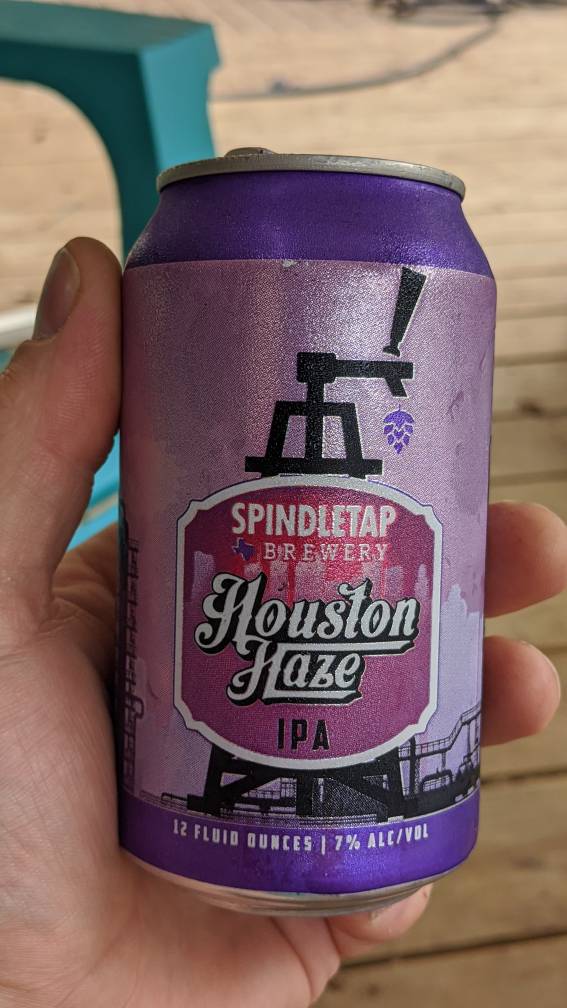 SPINDLETAP
BREWERY
Houston
Haze
IPA
12 FLUID OUNCES | 7% ALC/VOL